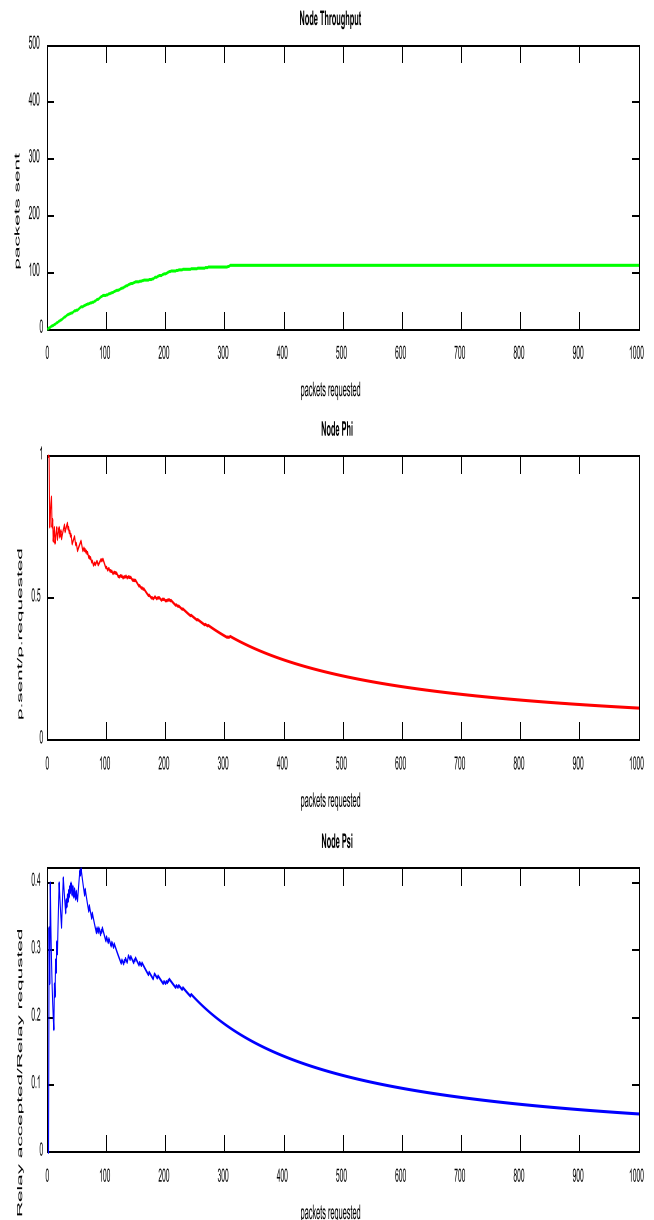 Node Throughput
500
400
300
200
100
0
packets sent
0 100 200 300 400 500 600 700 800 900 1000
packets requested
Node Phi
1
0.5
0
p.sent/p.requested
0 100 200 300 400 500 600 700 800 900 1000
packets requested
Node Psi
0.4
0.3
0.2
0.1
0
Relay accepted/Relay requsted
0 100 200 300 400 500 600 700 800 900 1000
packets requested